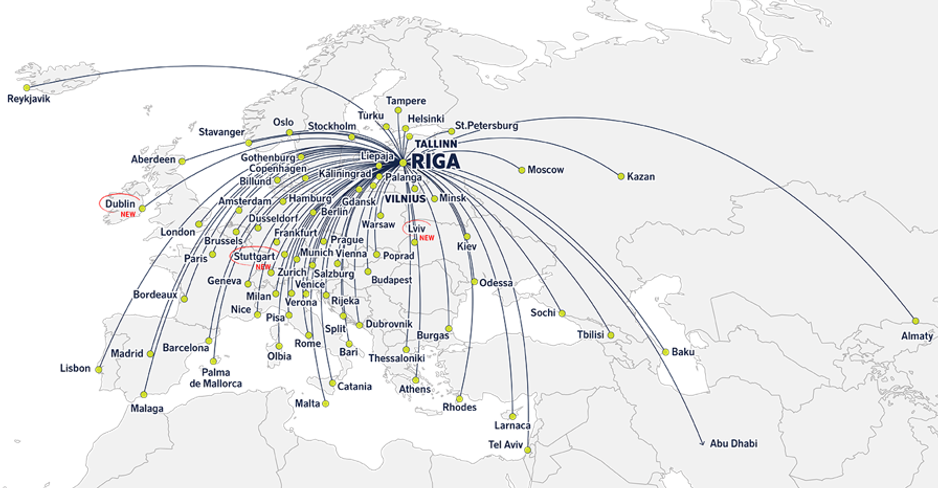 Reykjavik
Tampere
Turku
Helsinki
Oslo
Stockholm
St.Petersburg
Stavanger
TALLINN
Aberdeen
Gothenburg
Liepaja
RIGA
Copenhagen
Moscow
Kazan
Billund
Kaliningrad
Palanga
Dublin
NEW
Amsterdam
Hamburg
Gdansk
VILNIUS
Minsk
Berlin
Düsseldorf
London
Brussels
Frankfurt
Warsaw
Lviv
NEW
Prague
Kiev
Paris
Stuttgart
NEW
Munich
Vienna
Poprad
Zurich
Salzburg
Geneva
Budapest
Odessa
Bordeaux
Milan
Venice
Verona
Rijeka
Nice
Pisa
Sochi
Split
Dubrovnik
Burgas
Tbilisi
Almaty
Rome
Lisbon
Madrid
Barcelona
Olbia
Bari
Thessaloniki
Baku
Palma
de Mallorca
Catania
Athens
Malaga
Malta
Rhodes
Larnaca
Tel Aviv
Abu Dhabi